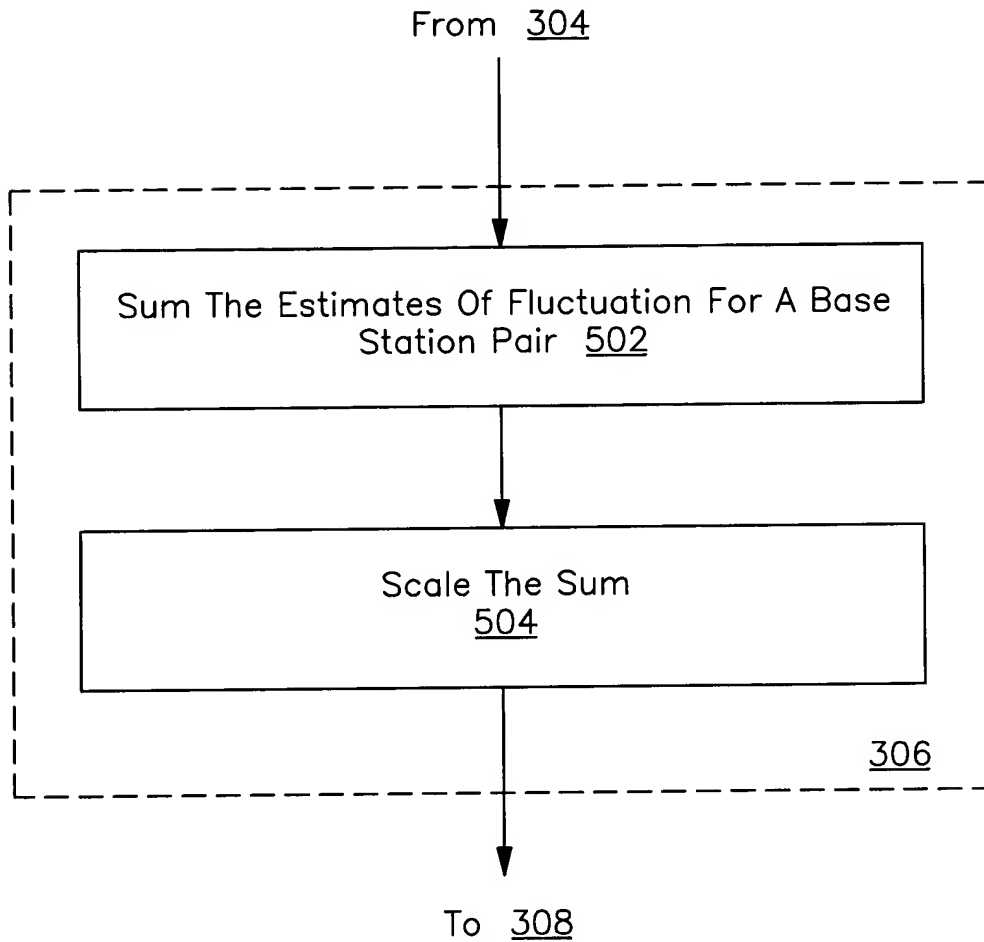 From 304
Sum The Estimates Of Fluctuation For A Base
Station Pair 502
Scale The Sum
504
306
To 308